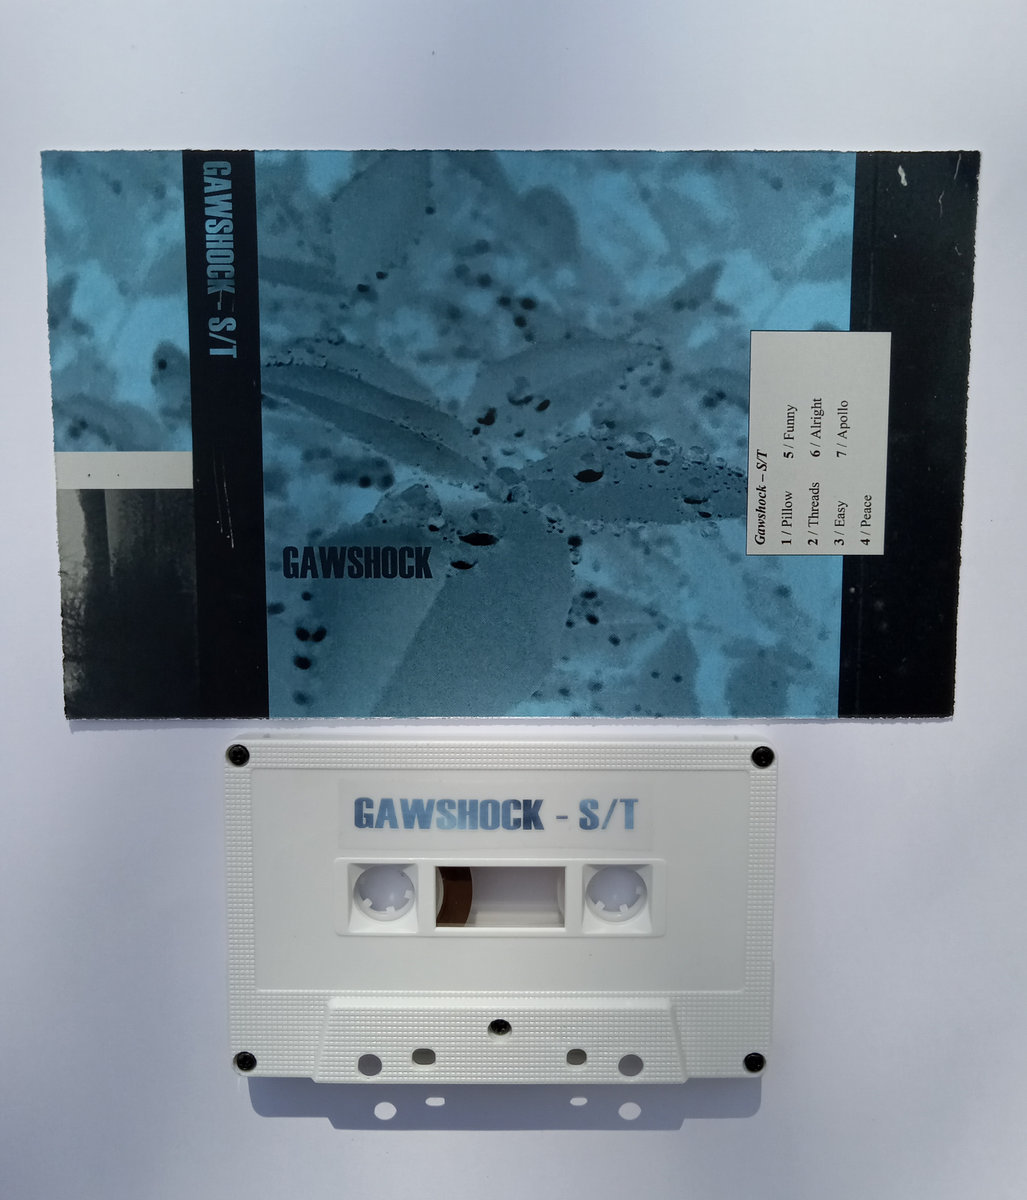 GAWSHOCK - S/T
GAWSHOCK
Gawshock – S/T
1 / Pillow
2 / Threads
3 / Easy
4 / Peace
5 / Funny
6 / Alright
7 / Apollo
GAWSHOCK - S/T